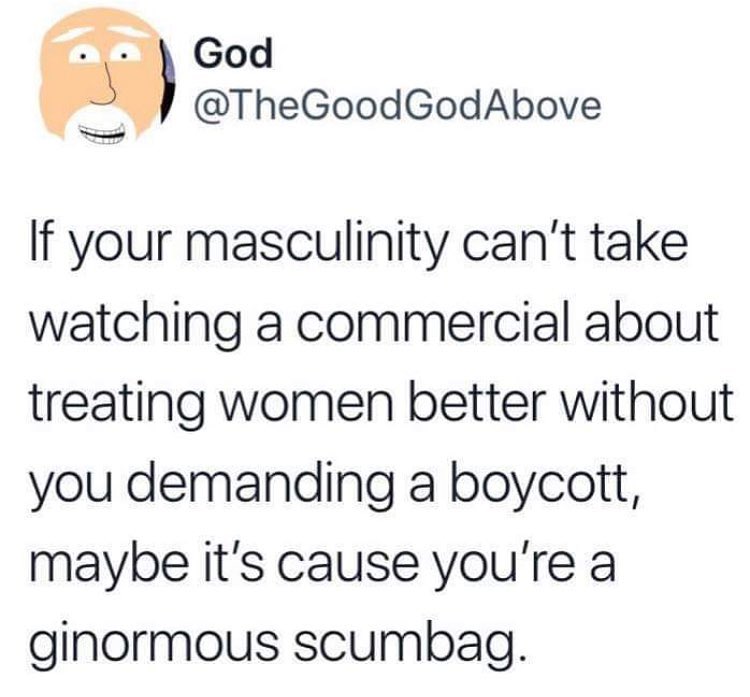 God
@TheGoodGodAbove
If your masculinity can't take
watching a commercial about
treating women better without
you demanding a boycott,
maybe it's cause you're a
ginormous scumbag.